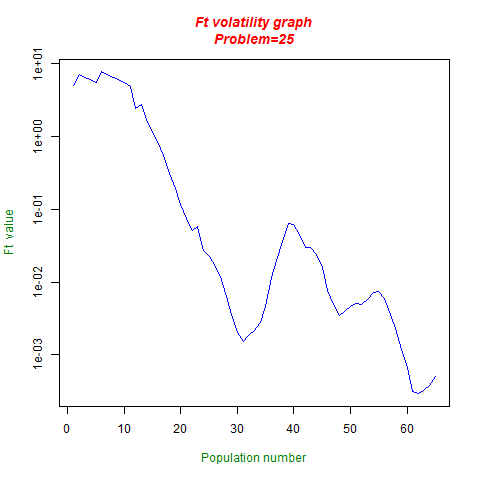 Ft volatility graph
Problem=25
Ft value
1e+01
1e+00
1e-01
1e-02
1e-03
0 10 20 30 40 50 60
Population number